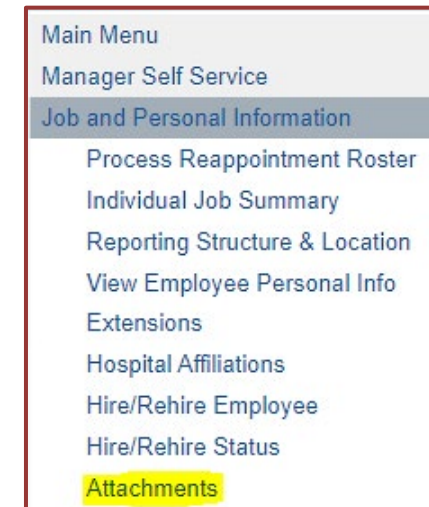 Main Menu
Manager Self Service
Job and Personal Information
Process Reappointment Roster
Individual Job Summary
Reporting Structure & Location
View Employee Personal Info
Extensions
Hospital Affiliations
Hire/Rehire Employee
Hire/Rehire Status
Attachments